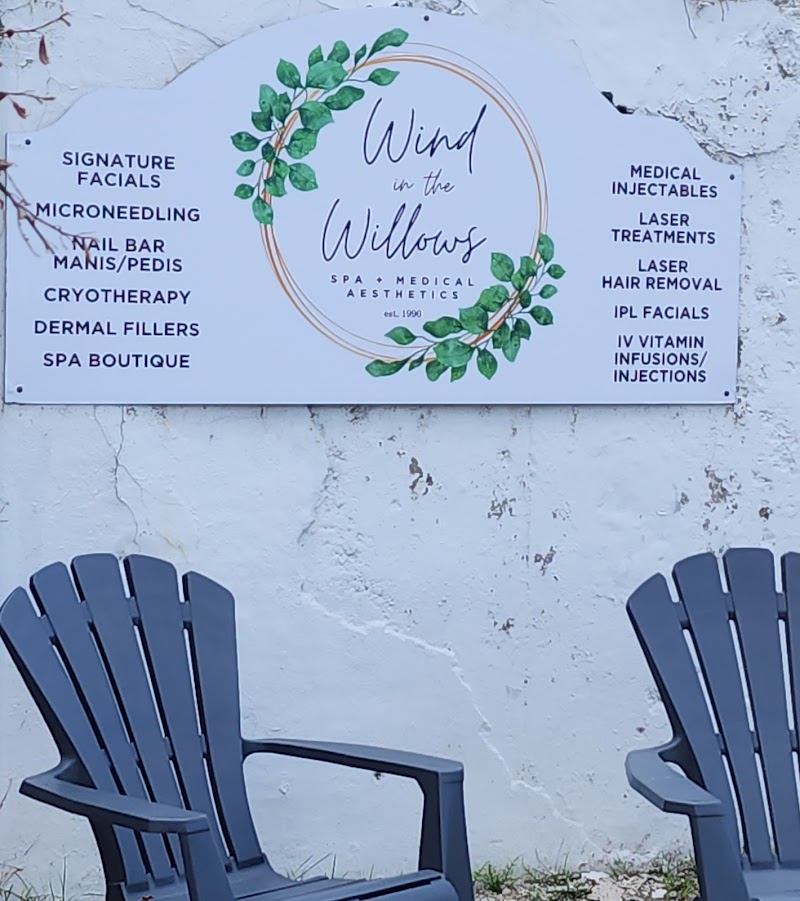 SIGNATURE
FACIALS
MICRONEEDLING
NAIL BAR
MANIS/PEDIS
CRYOTHERAPY
DERMAL FILLERS
SPA BOUTIQUE
Wind
in the
Willows
SPA + MEDICAL
AESTHETICS
est. 1990
MEDICAL
INJECTABLES
LASER
TREATMENTS
LASER
HAIR REMOVAL
IPL FACIALS
IV VITAMIN
INFUSIONS/
INJECTIONS